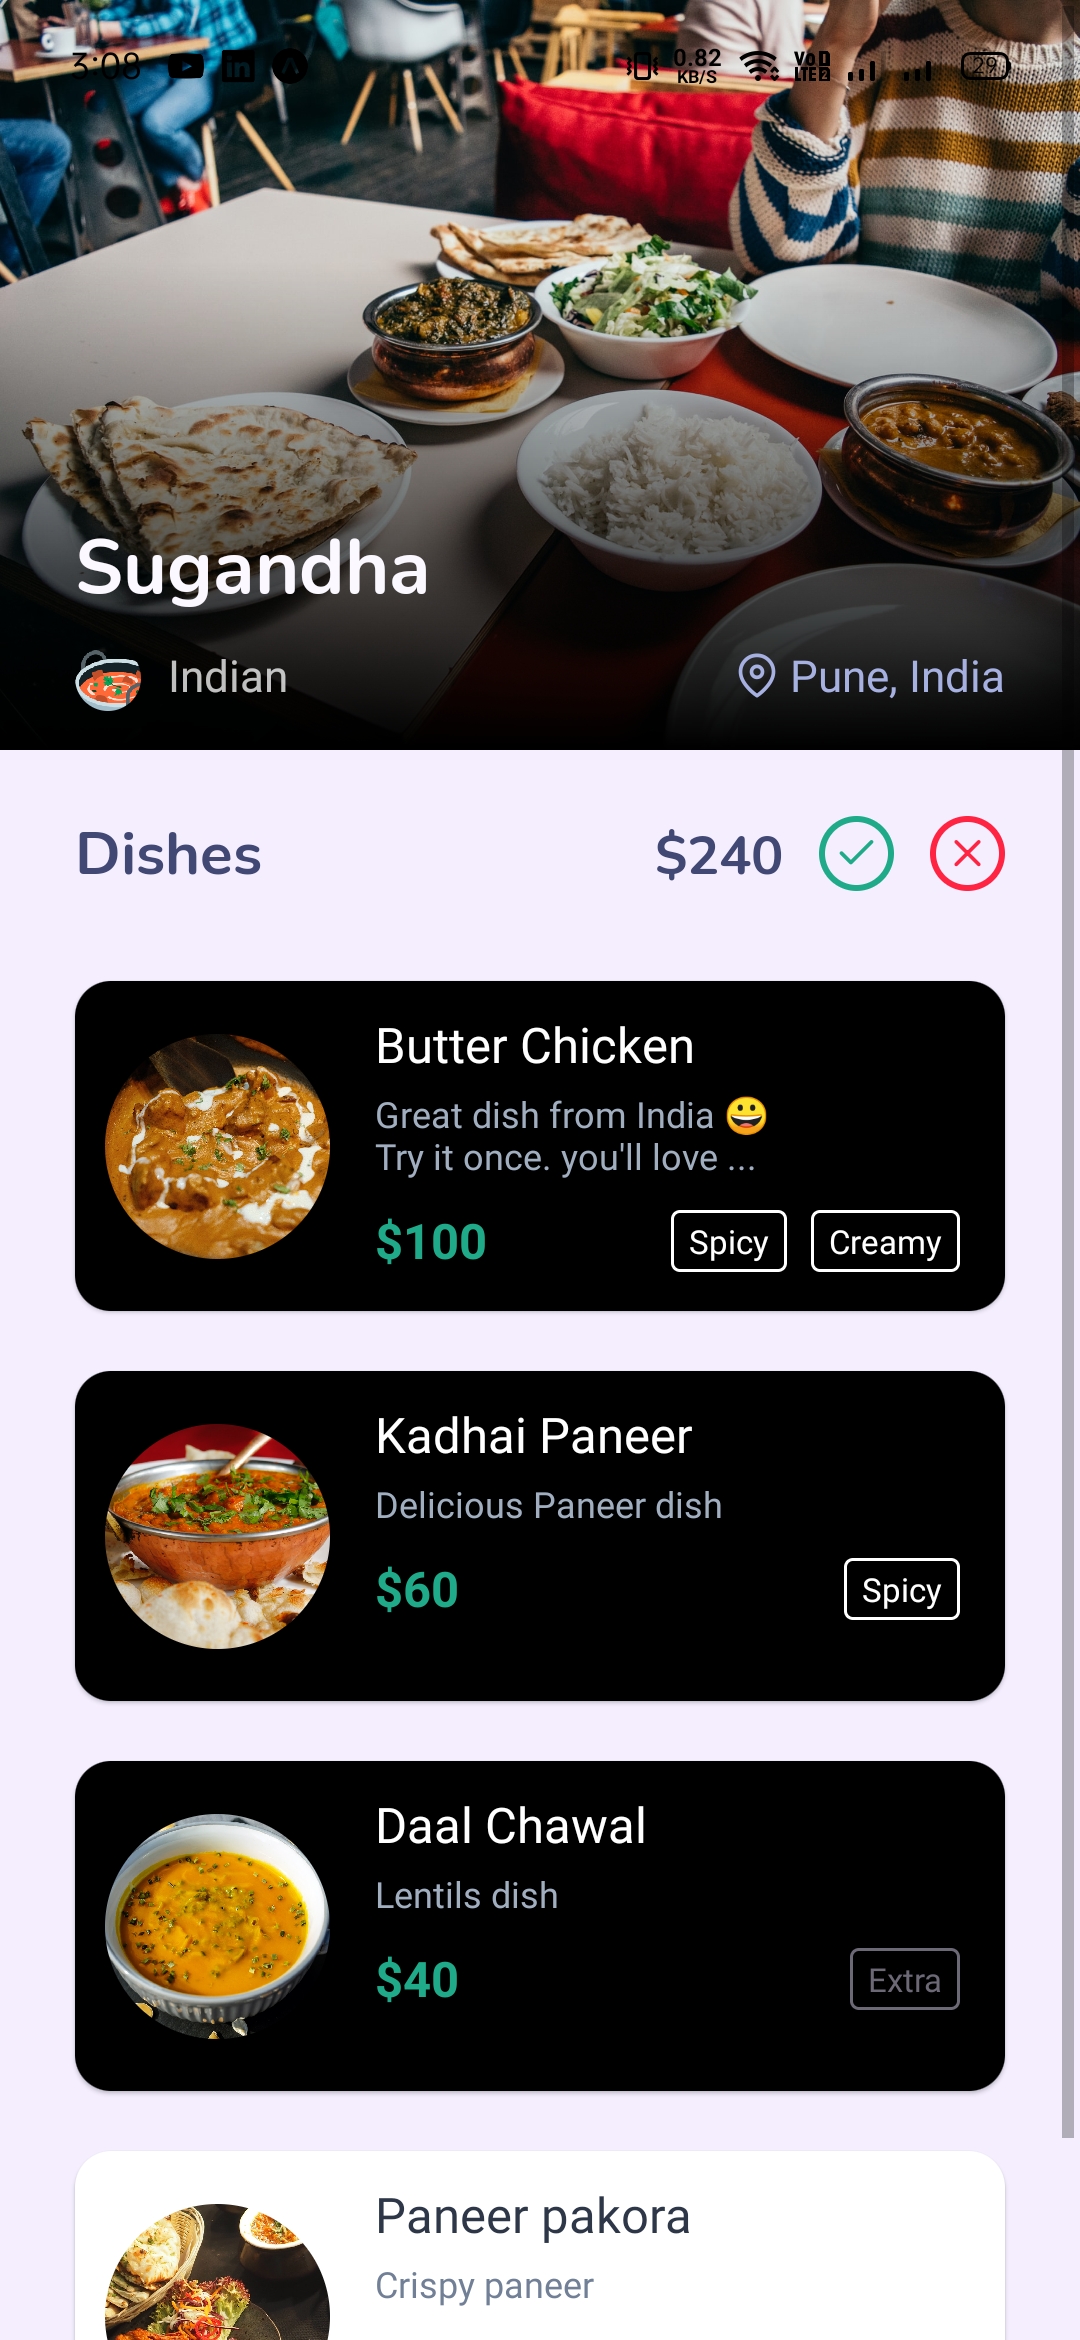 3:08
0.82
KB/S
VoD
LTE 2
29
Sugandha
Indian
Pune, India
Dishes
$240
Butter Chicken
Great dish from India 😀
Try it once. you'll love ...
$100
Spicy
Creamy
Kadhai Paneer
Delicious Paneer dish
$60
Spicy
Daal Chawal
Lentils dish
$40
Extra
Paneer pakora
Crispy paneer